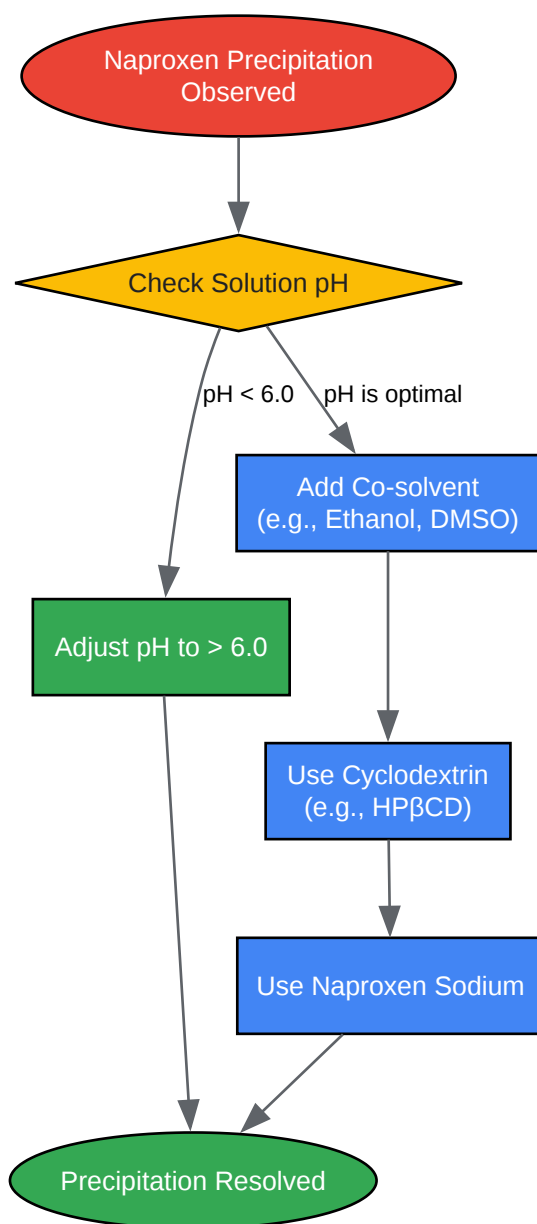 Naproxen Precipitation
Observed
Check Solution pH
pH < 6.0
pH is optimal
Add Co-solvent
(e.g., Ethanol, DMSO)
Adjust pH to > 6.0
Use Cyclodextrin
(e.g., HPβCD)
Use Naproxen Sodium
Precipitation Resolved